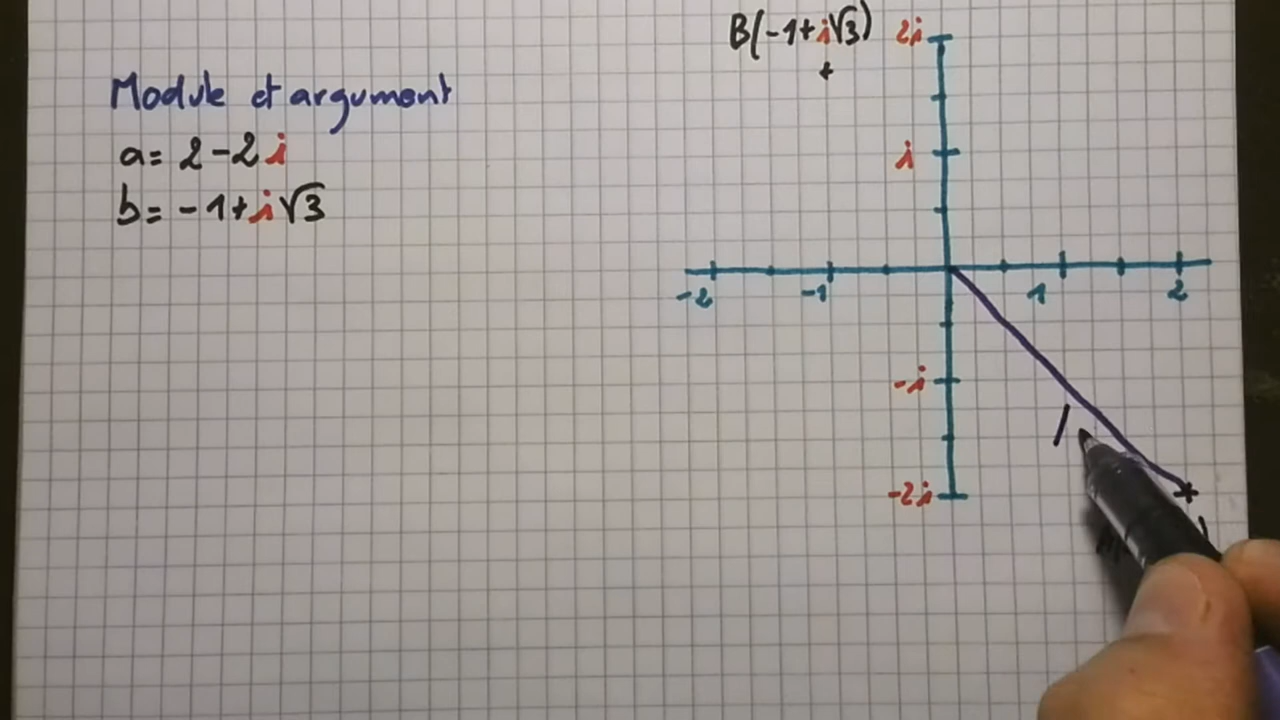 B(-1+i√3)
2i
Module et argument
a= 2-2i
i
b= -1+i√3
-2 -1 1 2
-i
-2i